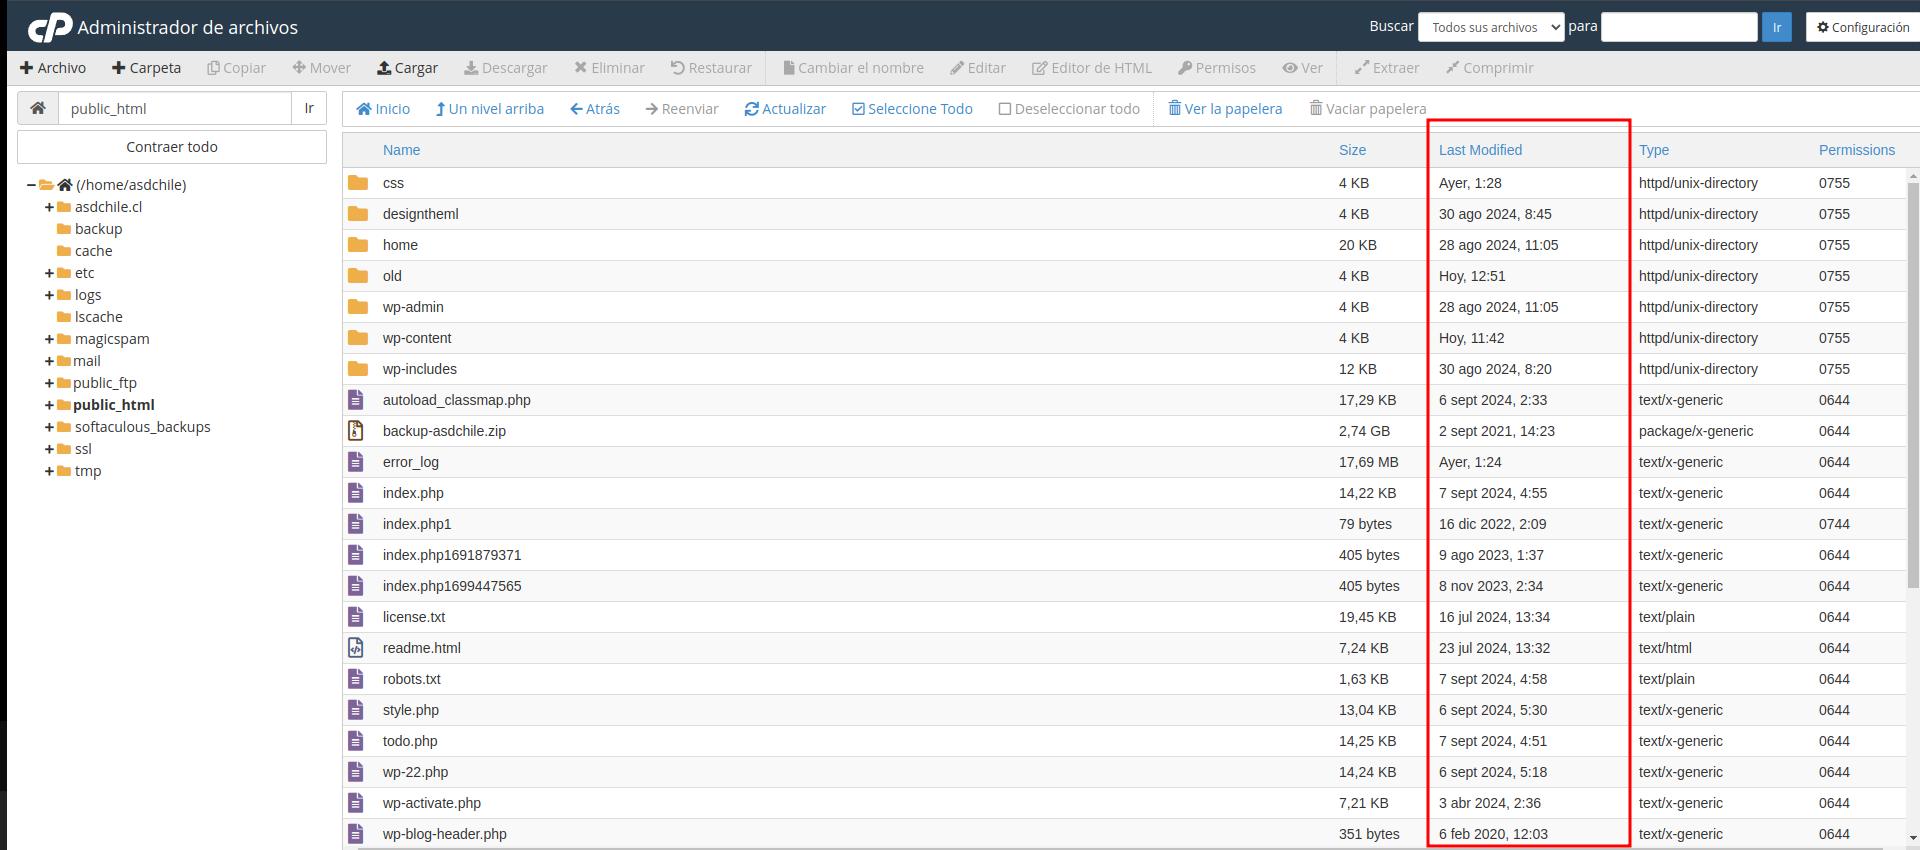 cP Administrador de archivos Buscar Todos sus archivos para Ir Configuración
Archivo Carpeta Copiar Mover Cargar Descargar Eliminar Restaurar Cambiar el nombre Editar Editor de HTML Permisos Ver Extraer Comprimir
public_html Ir
Inicio Un nivel arriba Atrás Reenviar Actualizar Seleccione Todo Deseleccionar todo Ver la papelera Vaciar papelera
Contraer todo
(/home/asdchile)
asdchile.cl
backup
cache
etc
logs
lscache
magicspam
mail
public_ftp
public_html
softaculous_backups
ssl
tmp
Name Size Last Modified Type Permissions
css 4 KB Ayer, 1:28 httpd/unix-directory 0755
designtheml 4 KB 30 ago 2024, 8:45 httpd/unix-directory 0755
home 20 KB 28 ago 2024, 11:05 httpd/unix-directory 0755
old 4 KB Hoy, 12:51 httpd/unix-directory 0755
wp-admin 4 KB 28 ago 2024, 11:05 httpd/unix-directory 0755
wp-content 4 KB Hoy, 11:42 httpd/unix-directory 0755
wp-includes 12 KB 30 ago 2024, 8:20 httpd/unix-directory 0755
autoload_classmap.php 17,29 KB 6 sept 2024, 2:33 text/x-generic 0644
backup-asdchile.zip 2,74 GB 2 sept 2021, 14:23 package/x-generic 0644
error_log 17,69 MB Ayer, 1:24 text/x-generic 0644
index.php 14,22 KB 7 sept 2024, 4:55 text/x-generic 0644
index.php1 79 bytes 16 dic 2022, 2:09 text/x-generic 0744
index.php1691879371 405 bytes 9 ago 2023, 1:37 text/x-generic 0644
index.php1699447565 405 bytes 8 nov 2023, 2:34 text/x-generic 0644
license.txt 19,45 KB 16 jul 2024, 13:34 text/plain 0644
readme.html 7,24 KB 23 jul 2024, 13:32 text/html 0644
robots.txt 1,63 KB 7 sept 2024, 4:58 text/plain 0644
style.php 13,04 KB 6 sept 2024, 5:30 text/x-generic 0644
todo.php 14,25 KB 7 sept 2024, 4:51 text/x-generic 0644
wp-22.php 14,24 KB 6 sept 2024, 5:18 text/x-generic 0644
wp-activate.php 7,21 KB 3 abr 2024, 2:36 text/x-generic 0644
wp-blog-header.php 351 bytes 6 feb 2020, 12:03 text/x-generic 0644